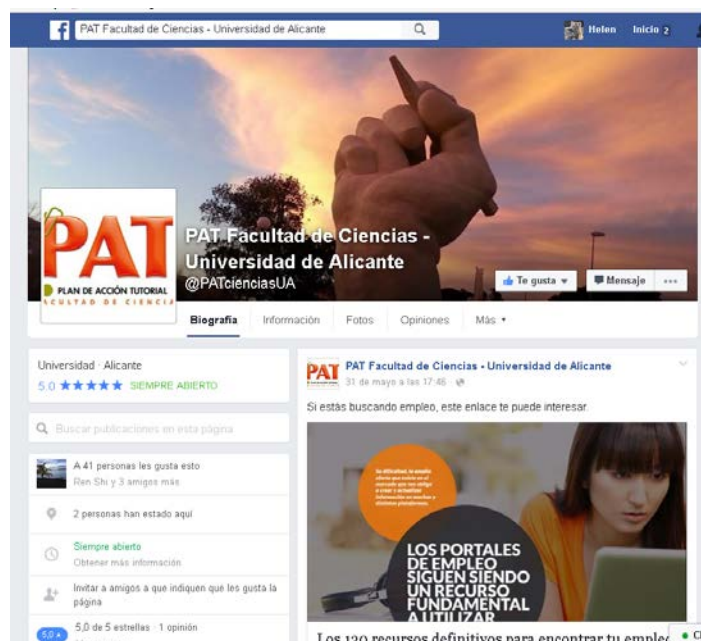 PAT Facultad de Ciencias - Universidad de Alicante
Helen
Inicio 2
PAT
PLAN DE ACCIÓN TUTORIAL
FACULTAD DE CIENCIA
PAT Facultad de Ciencias -
Universidad de Alicante
@PATcienciasUA
Te gusta
Mensaje
Biografía
Información
Fotos
Opiniones
Más
Universidad · Alicante
5.0 ★★★★★ SIEMPRE ABIERTO
Buscar publicaciones en esta página
A 41 personas les gusta esto
Ren Shi y 3 amigos más
2 personas han estado aquí
Siempre abierto
Obtener más información
Invitar a amigos a que indiquen que les gusta la
página
5,0
5,0 de 5 estrellas · 1 opinión
PAT
PAT Facultad de Ciencias - Universidad de Alicante
31 de mayo a las 17:46
Si estás buscando empleo, este enlace te puede interesar.
LOS PORTALES
DE EMPLEO
SIGUEN SIENDO
UN RECURSO
FUNDAMENTAL
A UTILIZAR
Los 120 recursos definitivos para encontrar tu empleo